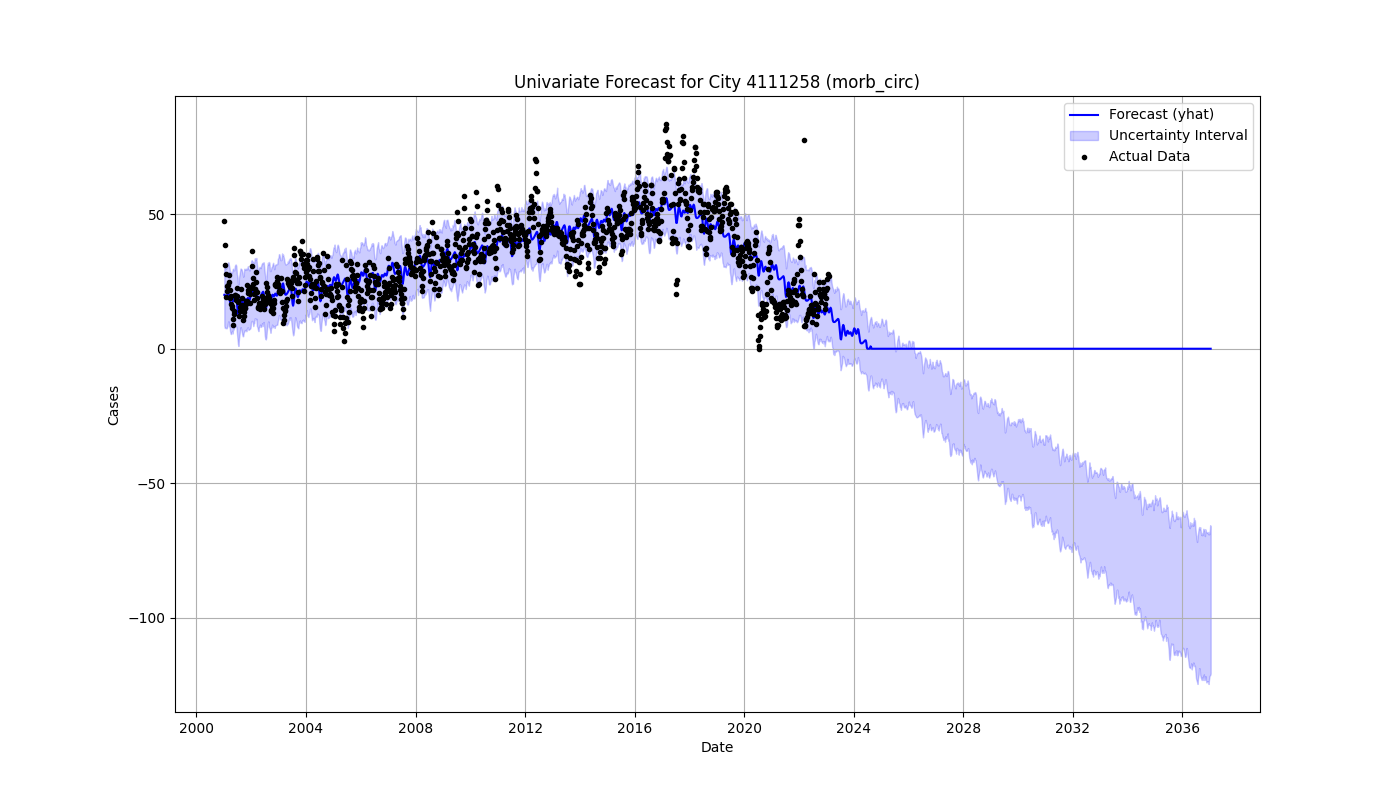 Univariate Forecast for City 4111258 (morb_circ)
Forecast (yhat)
Uncertainty Interval
Actual Data
Cases
50
0
−50
−100
2000 2004 2008 2012 2016 2020 2024 2028 2032 2036
Date